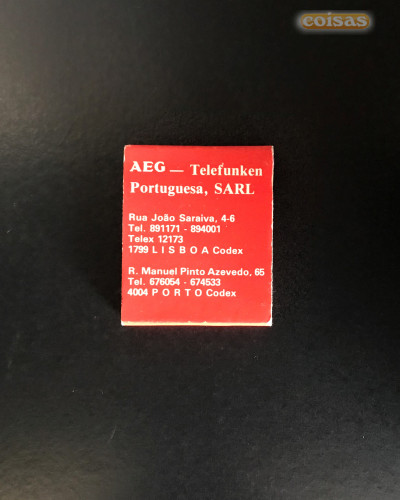 coisas
AEG — Telefunken
Portuguesa, SARL
Rua João Saraiva, 4-6
Tel. 891171 - 894001
Telex 12173
1799 L I S B O A Codex
R. Manuel Pinto Azevedo, 65
Tel. 676054 - 674533
4004 P O R T O Codex